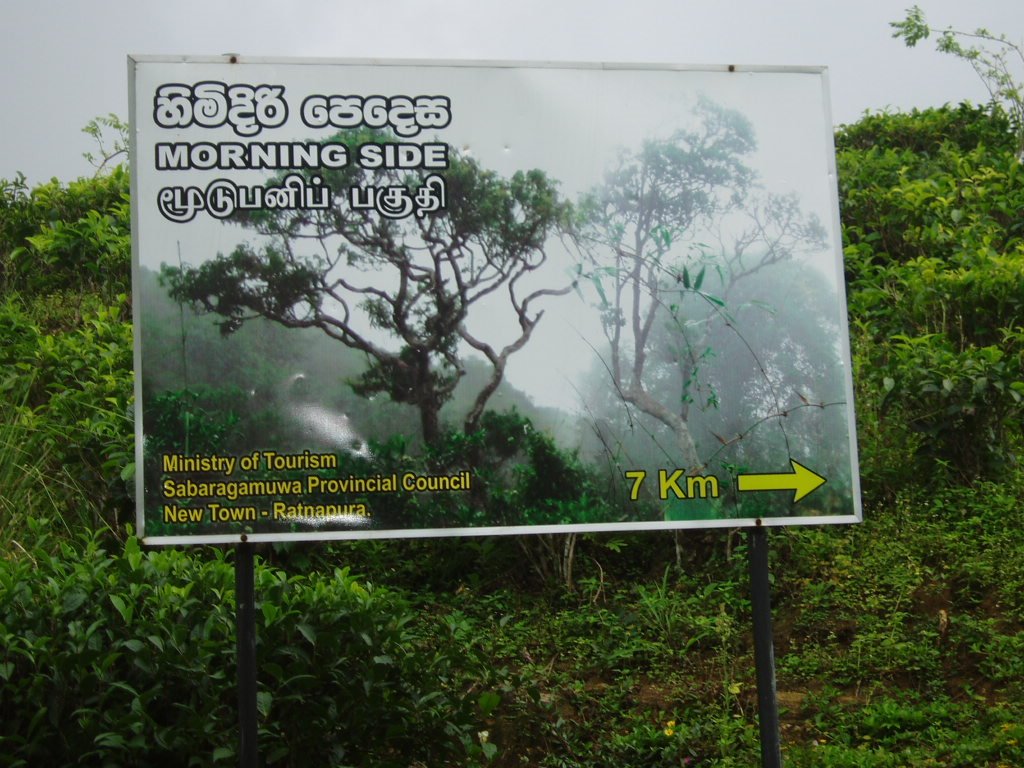 හිමිදිරි පෙදෙස
MORNING SIDE
மூடுபனிப் பகுதி
Ministry of Tourism
Sabaragamuwa Provincial Council
New Town - Ratnapura.
7 Km